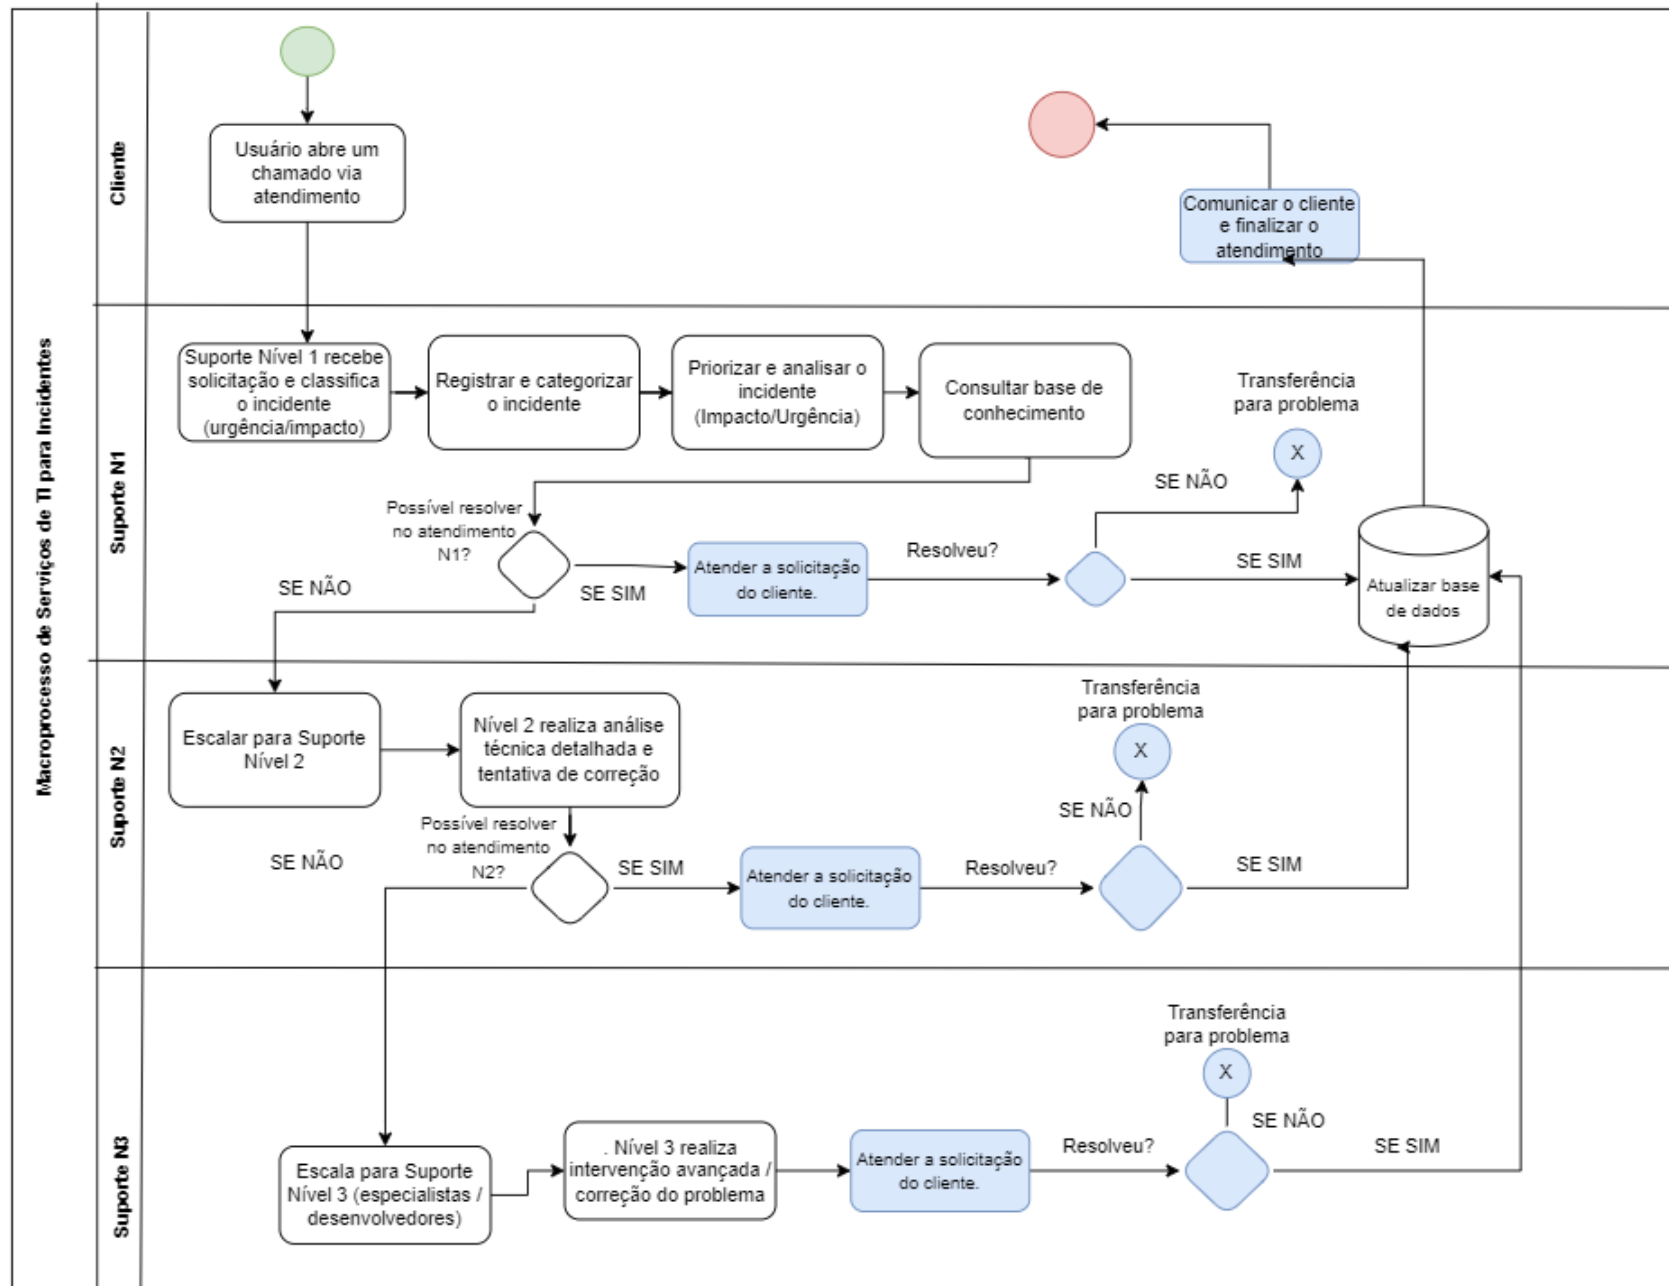 Macroprocesso de Serviços de TI para Incidentes
Cliente
Usuário abre um
chamado via
atendimento
Comunicar o cliente
e finalizar o
atendimento
Suporte N1
Suporte Nível 1 recebe
solicitação e classifica
o incidente
(urgência/impacto)
Registrar e categorizar
o incidente
Priorizar e analisar o
incidente
(Impacto/Urgência)
Consultar base de
conhecimento
Transferência
para problema
X
SE NÃO
Possível resolver
no atendimento
N1?
SE NÃO
SE SIM
Atender a solicitação
do cliente.
Resolveu?
SE SIM
Atualizar base
de dados
Suporte N2
Escalar para Suporte
Nível 2
Nível 2 realiza análise
técnica detalhada e
tentativa de correção
Transferência
para problema
X
SE NÃO
Possível resolver
no atendimento
N2?
SE NÃO
SE SIM
Atender a solicitação
do cliente.
Resolveu?
SE SIM
Suporte N3
Escala para Suporte
Nível 3 (especialistas /
desenvolvedores)
. Nível 3 realiza
intervenção avançada /
correção do problema
Atender a solicitação
do cliente.
Resolveu?
Transferência
para problema
X
SE NÃO
SE SIM